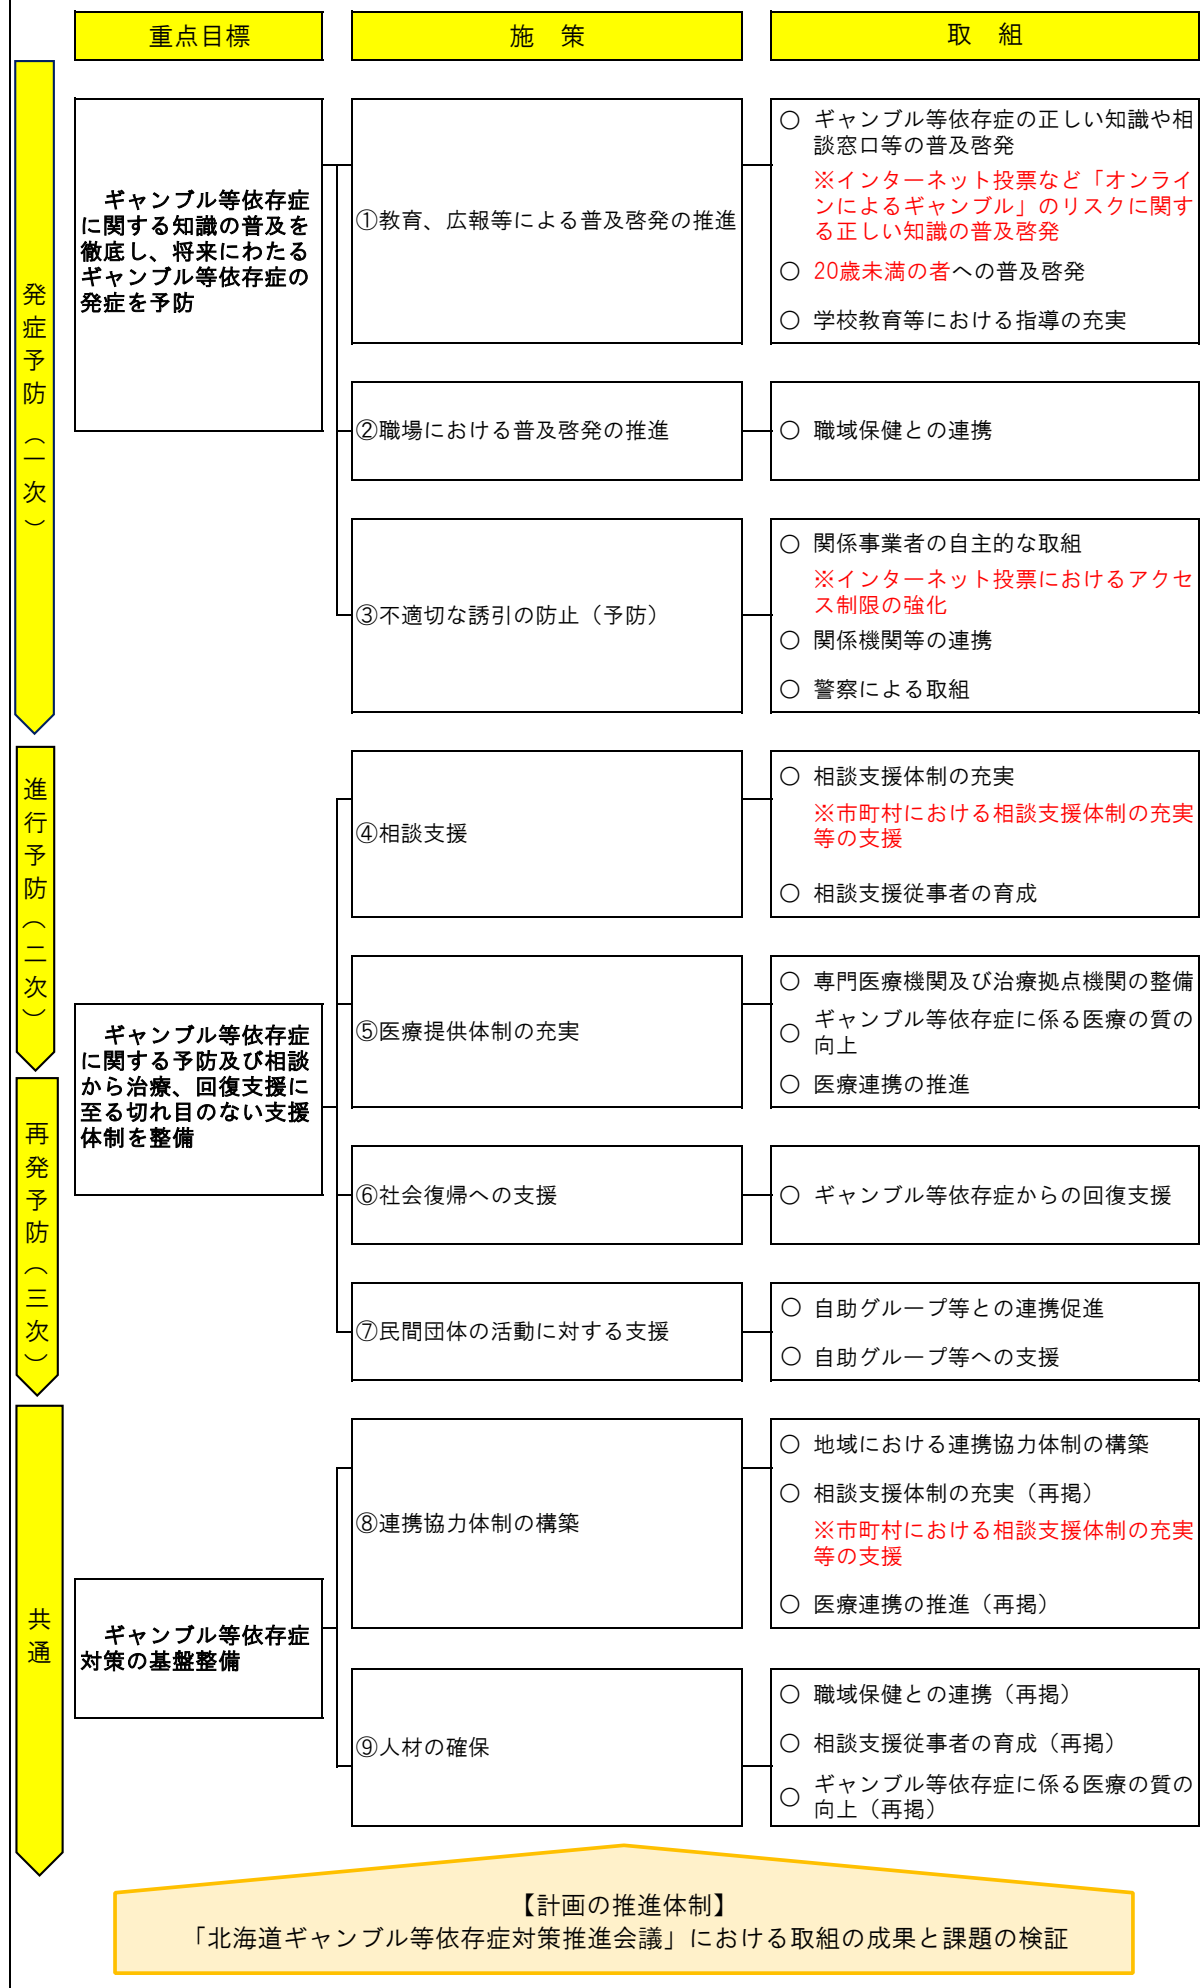 重点目標
施　策
取　組
発症予防（一次）
ギャンブル等依存症
に関する知識の普及を
徹底し、将来にわたる
ギャンブル等依存症の
発症を予防
①教育、広報等による普及啓発の推進
○ ギャンブル等依存症の正しい知識や相
談窓口等の普及啓発
※インターネット投票など「オンライ
ンによるギャンブル」のリスクに関す
る正しい知識の普及啓発
○ 20歳未満の者への普及啓発
○ 学校教育等における指導の充実
②職場における普及啓発の推進
○ 職域保健との連携
③不適切な誘引の防止（予防）
○ 関係事業者の自主的な取組
※インターネット投票におけるアクセ
ス制限の強化
○ 関係機関等の連携
○ 警察による取組
進行予防（二次）
再発予防（三次）
ギャンブル等依存症
に関する予防及び相談
から治療、回復支援に
至る切れ目のない支援
体制を整備
④相談支援
○ 相談支援体制の充実
※市町村における相談支援体制の充実
等の支援
○ 相談支援従事者の育成
⑤医療提供体制の充実
○ 専門医療機関及び治療拠点機関の整備
○ ギャンブル等依存症に係る医療の質の
向上
○ 医療連携の推進
⑥社会復帰への支援
○ ギャンブル等依存症からの回復支援
⑦民間団体の活動に対する支援
○ 自助グループ等との連携促進
○ 自助グループ等への支援
共通
ギャンブル等依存症
対策の基盤整備
⑧連携協力体制の構築
○ 地域における連携協力体制の構築
○ 相談支援体制の充実（再掲）
※市町村における相談支援体制の充実
等の支援
○ 医療連携の推進（再掲）
⑨人材の確保
○ 職域保健との連携（再掲）
○ 相談支援従事者の育成（再掲）
○ ギャンブル等依存症に係る医療の質の
向上（再掲）
【計画の推進体制】
「北海道ギャンブル等依存症対策推進会議」における取組の成果と課題の検証